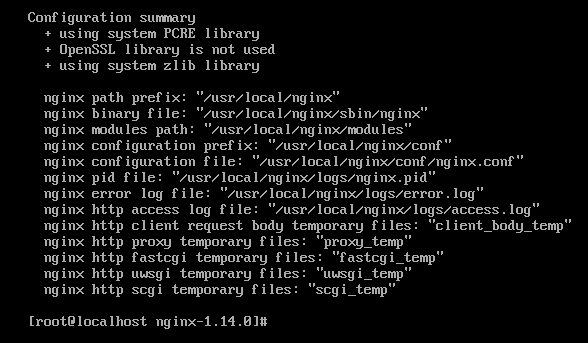 Configuration summary
+ using system PCRE library
+ OpenSSL library is not used
+ using system zlib library
nginx path prefix: "/usr/local/nginx"
nginx binary file: "/usr/local/nginx/sbin/nginx"
nginx modules path: "/usr/local/nginx/modules"
nginx configuration prefix: "/usr/local/nginx/conf"
nginx configuration file: "/usr/local/nginx/conf/nginx.conf"
nginx pid file: "/usr/local/nginx/logs/nginx.pid"
nginx error log file: "/usr/local/nginx/logs/error.log"
nginx http access log file: "/usr/local/nginx/logs/access.log"
nginx http client request body temporary files: "client_body_temp"
nginx http proxy temporary files: "proxy_temp"
nginx http fastcgi temporary files: "fastcgi_temp"
nginx http uwsgi temporary files: "uwsgi_temp"
nginx http scgi temporary files: "scgi_temp"
[root@localhost nginx-1.14.0]#